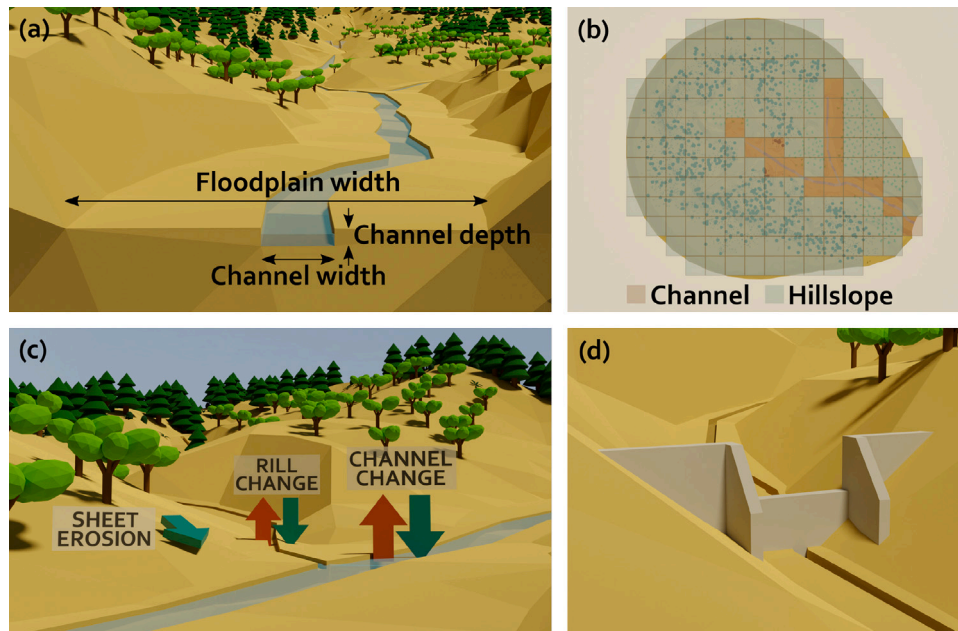 (a)
Floodplain width
Channel depth
Channel width
(b)
Channel
Hillslope
(c)
RILL
CHANGE
CHANNEL
CHANGE
SHEET
EROSION
(d)